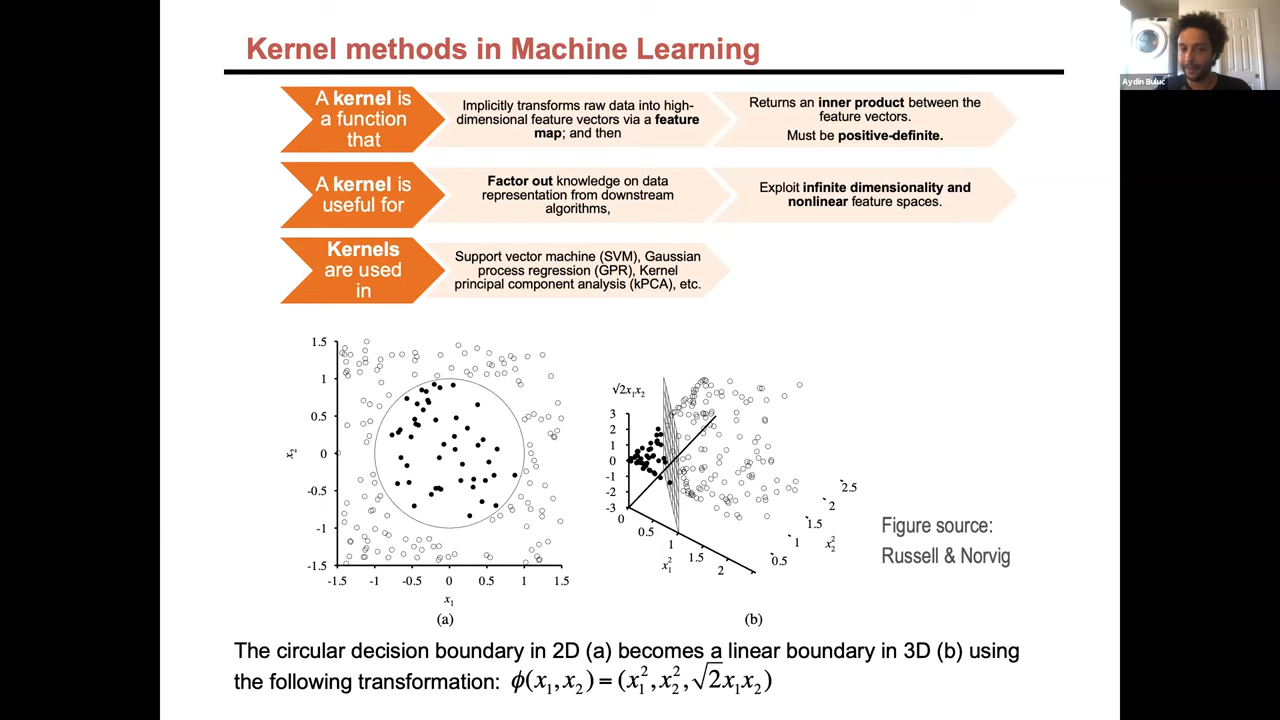 Kernel methods in Machine Learning
Aydin Buluc
A kernel is
a function
that
Implicitly transforms raw data into high-
dimensional feature vectors via a feature
map; and then
Returns an inner product between the
feature vectors.
Must be positive-definite.
A kernel is
useful for
Factor out knowledge on data
representation from downstream
algorithms,
Exploit infinite dimensionality and
nonlinear feature spaces.
Kernels
are used
in
Support vector machine (SVM), Gaussian
process regression (GPR), Kernel
principal component analysis (kPCA), etc.
1.5
1
0.5
0
-0.5
-1
-1.5
x₂
-1.5 -1 -0.5 0 0.5 1 1.5
x₁
(a)
√2x₁x₂
3
2
1
0
-1
-2
-3
0
0.5
1
1.5
2
x₁²
0.5
1
1.5
2
2.5
x₂²
(b)
Figure source:
Russell & Norvig
The circular decision boundary in 2D (a) becomes a linear boundary in 3D (b) using
the following transformation: ϕ(x₁,x₂) = (x₁²,x₂²,√2x₁x₂)